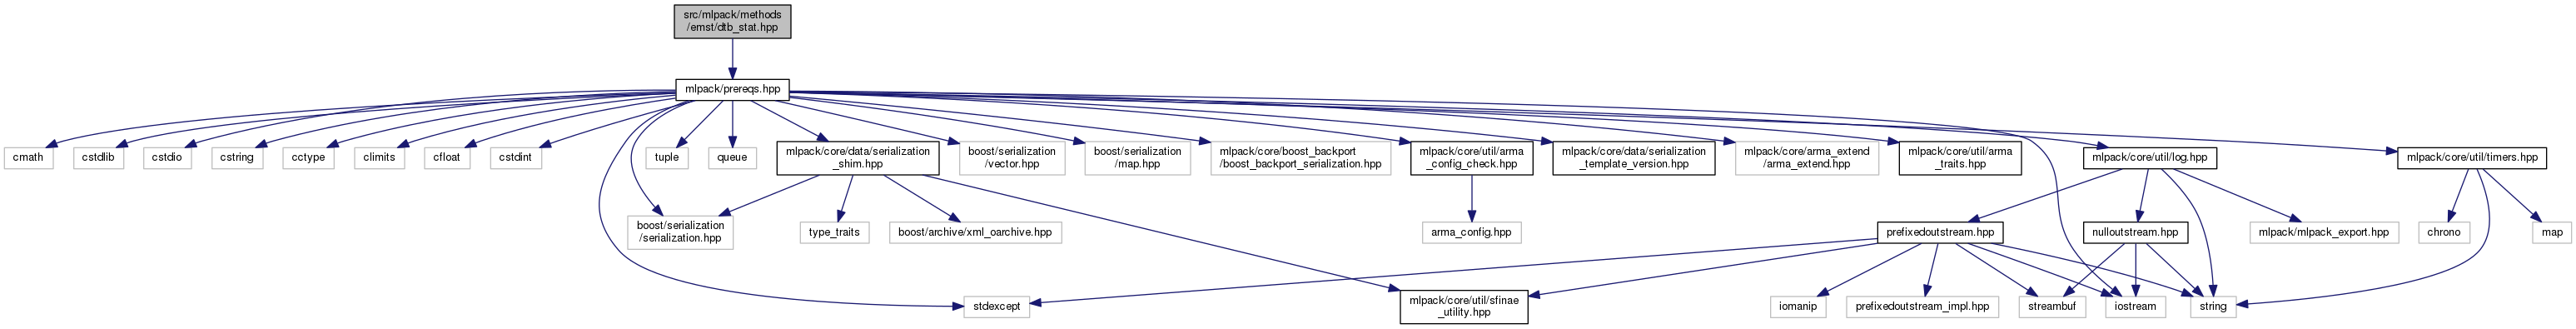 src/mlpack/methods
/emst/dtb_stat.hpp
mlpack/prereqs.hpp
cmath
cstdlib
cstdio
cstring
cctype
climits
cfloat
cstdint
tuple
queue
mlpack/core/data/serialization
_shim.hpp
boost/serialization
/vector.hpp
boost/serialization
/map.hpp
mlpack/core/boost_backport
/boost_backport_serialization.hpp
mlpack/core/util/arma
_config_check.hpp
mlpack/core/data/serialization
_template_version.hpp
mlpack/core/arma_extend
/arma_extend.hpp
mlpack/core/util/arma
_traits.hpp
mlpack/core/util/log.hpp
mlpack/core/util/timers.hpp
boost/serialization
/serialization.hpp
type_traits
boost/archive/xml_oarchive.hpp
arma_config.hpp
prefixedoutstream.hpp
nulloutstream.hpp
mlpack/mlpack_export.hpp
chrono
map
stdexcept
mlpack/core/util/sfinae
_utility.hpp
iomanip
prefixedoutstream_impl.hpp
streambuf
iostream
string